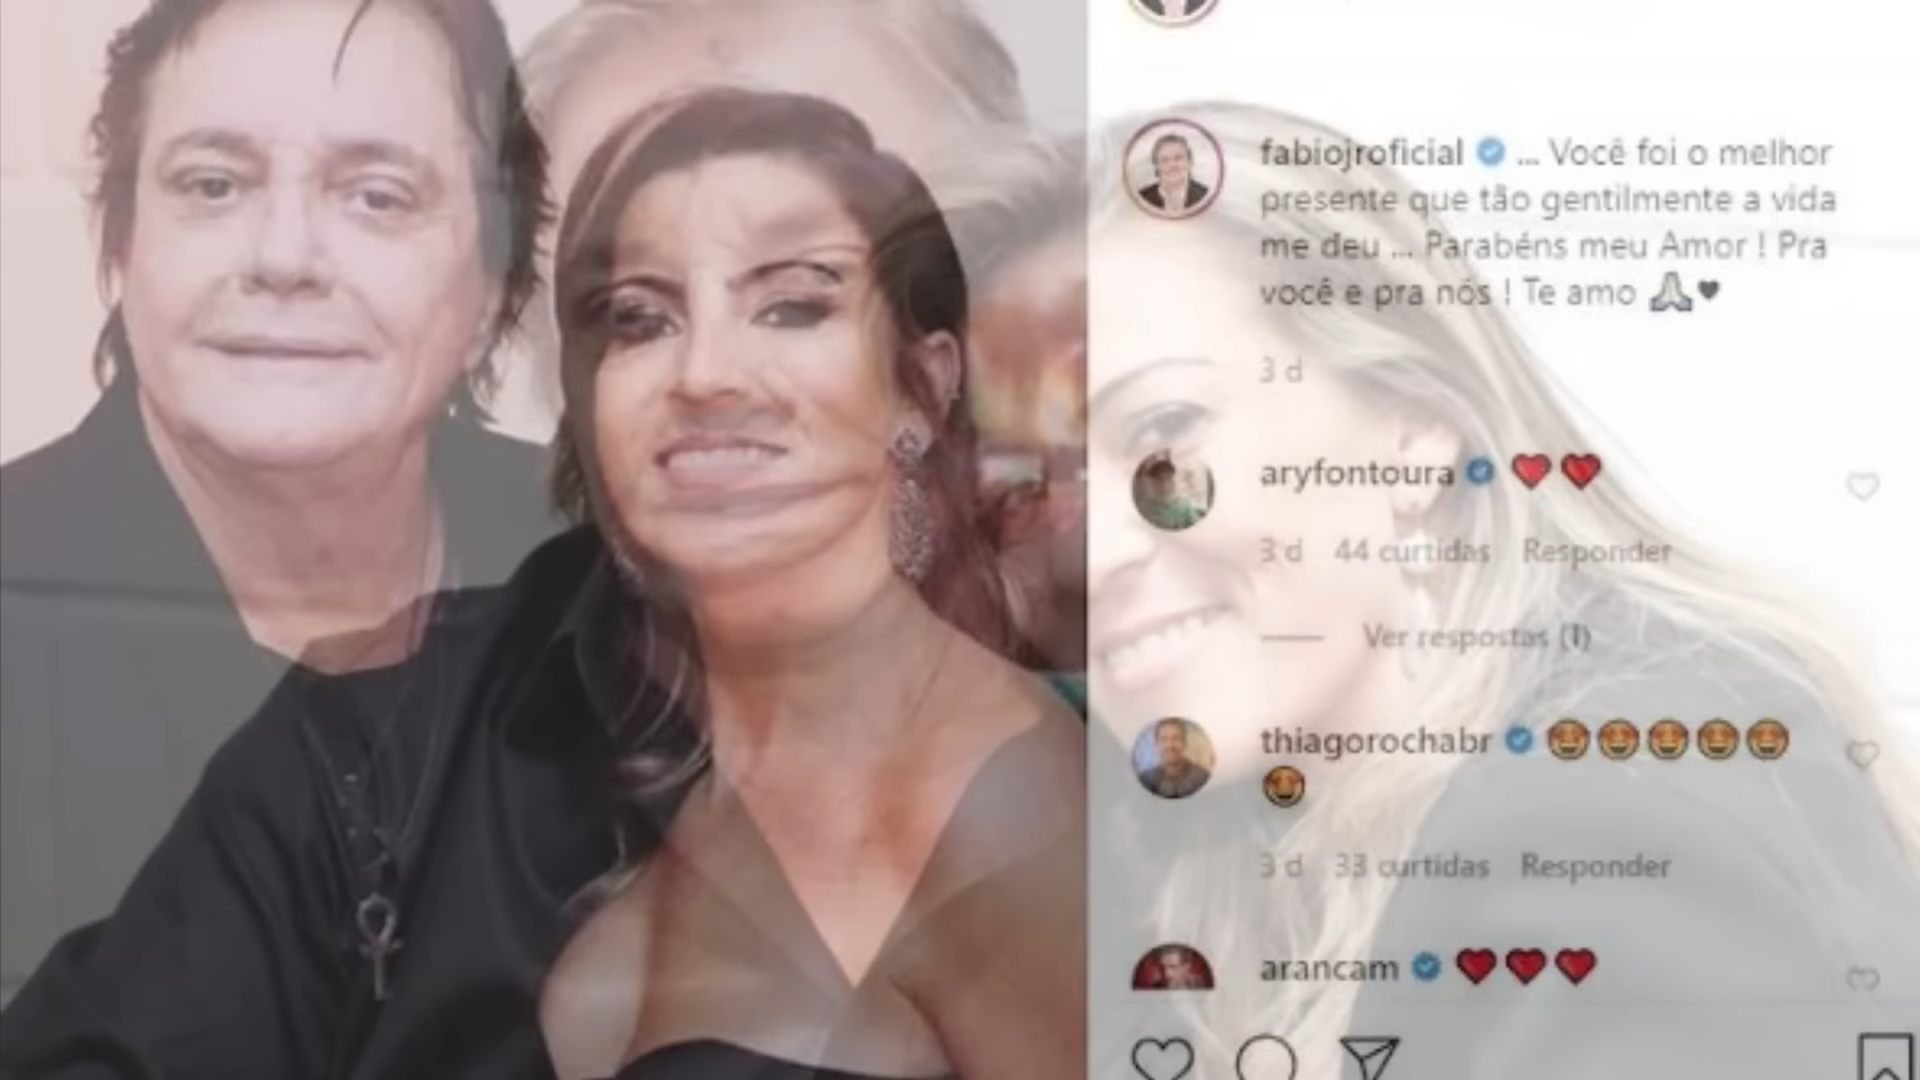 fabiojroficial ... Você foi o melhor
presente que tão gentilmente a vida
me deu ... Parabéns meu Amor ! Pra
você e pra nós ! Te amo 🙏🖤
3 d
aryfontoura ❤️❤️
3 d 44 curtidas Responder
Ver respostas (1)
thiagorochabr 🤩🤩🤩🤩🤩
🤩
3 d 33 curtidas Responder
arancam ❤️❤️❤️